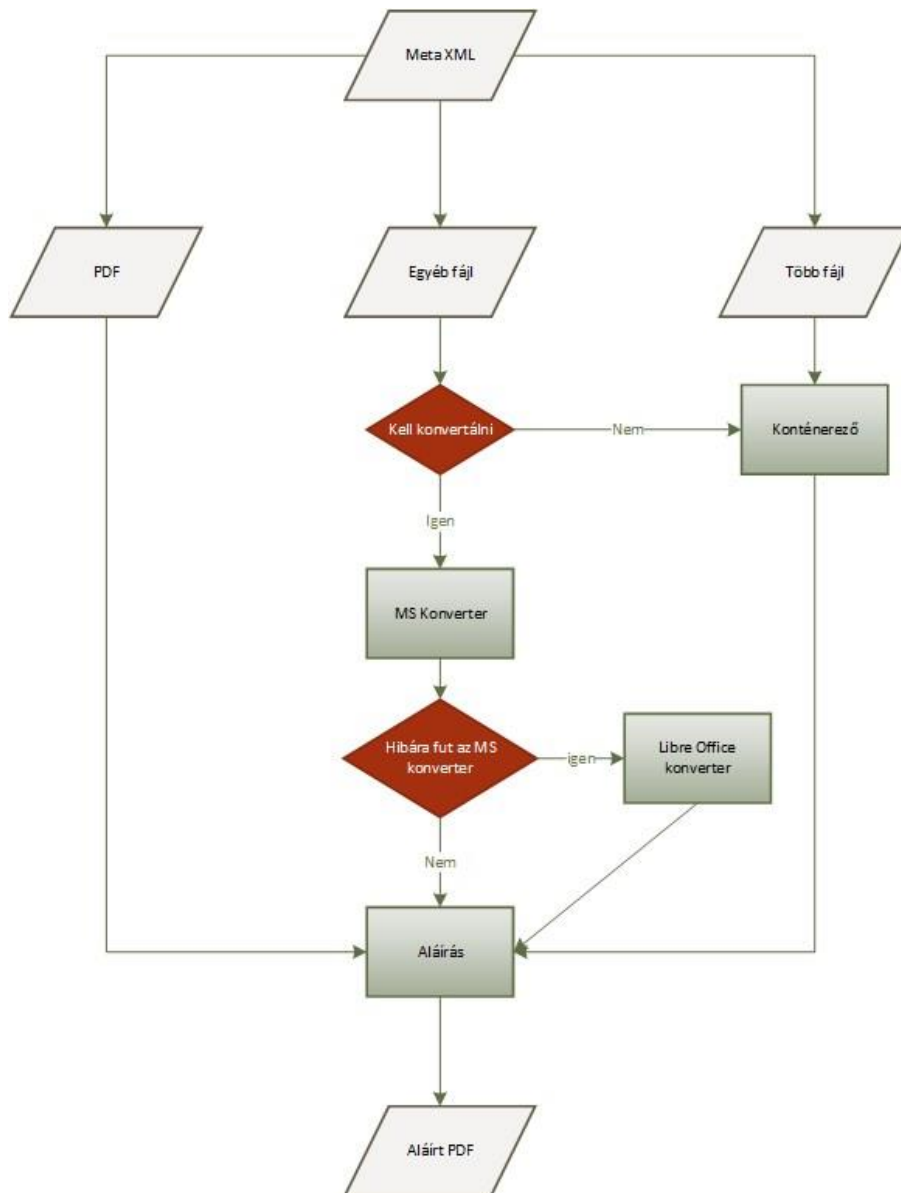 Meta XML
PDF
Egyéb fájl
Több fájl
Kell konvertálni
Nem
Konténerező
Igen
MS Konverter
Hibára fut az MS
konverter
igen
Libre Office
konverter
Nem
Aláírás
Aláírt PDF